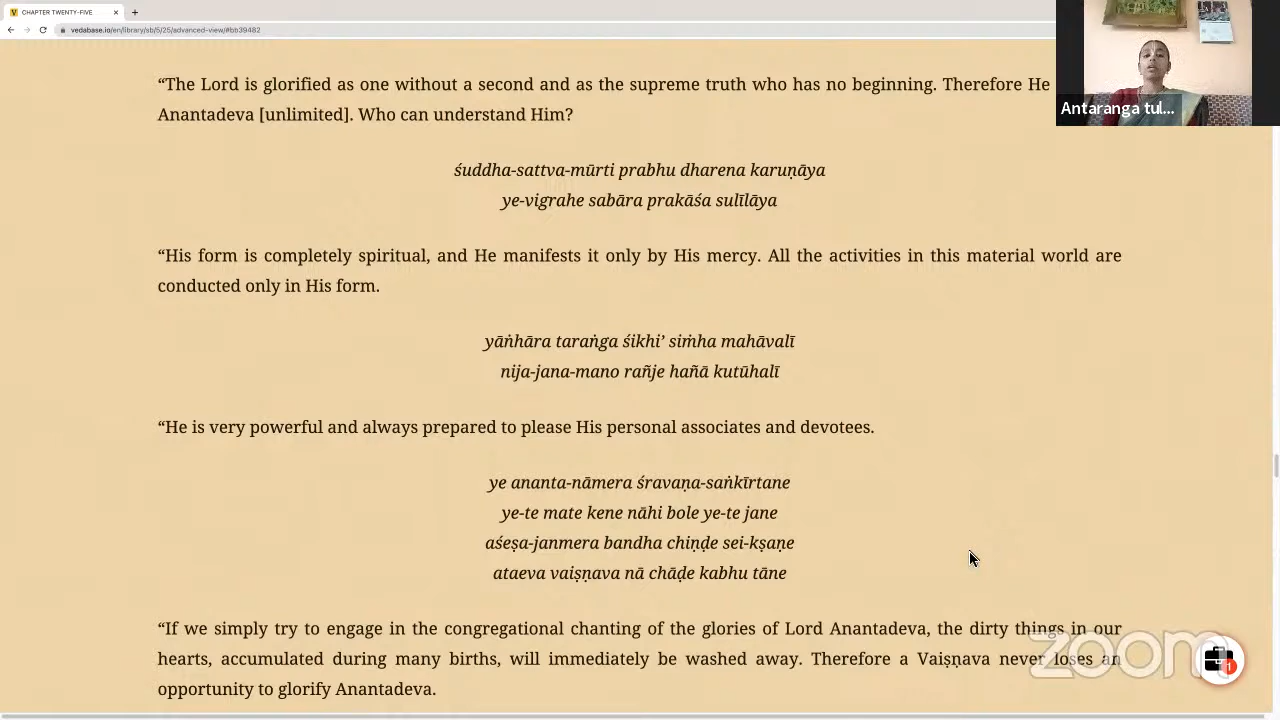 CHAPTER TWENTY-FIVE
vedabase.io/en/library/sb/5/25/advanced-view/#bb39482
“The Lord is glorified as one without a second and as the supreme truth who has no beginning. Therefore He
Anantadeva [unlimited]. Who can understand Him?
Antaranga tul...
śuddha-sattva-mūrti prabhu dharena karuṇāya
ye-vigrahe sabāra prakāśa sulīlāya
“His form is completely spiritual, and He manifests it only by His mercy. All the activities in this material world are
conducted only in His form.
yāṅhāra taraṅga śikhi’ siṁha mahāvalī
nija-jana-mano rañje hañā kutūhalī
“He is very powerful and always prepared to please His personal associates and devotees.
ye ananta-nāmera śravaṇa-saṅkīrtane
ye-te mate kene nāhi bole ye-te jane
aśeṣa-janmera bandha chiṇḍe sei-kṣaṇe
ataeva vaiṣṇava nā chāḍe kabhu tāne
“If we simply try to engage in the congregational chanting of the glories of Lord Anantadeva, the dirty things in our
hearts, accumulated during many births, will immediately be washed away. Therefore a Vaiṣṇava never loses an
opportunity to glorify Anantadeva.
zoom
1